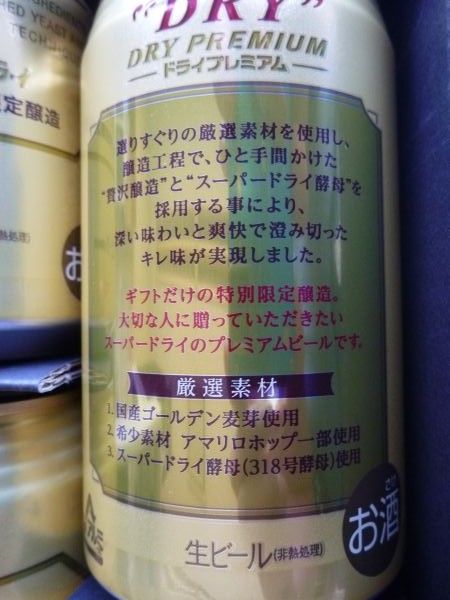 "DRY"
DRY PREMIUM
ドライプレミアム
選りすぐりの厳選素材を使用し、
醸造工程で、ひと手間かけた
"贅沢醸造"と"スーパードライ酵母"を
採用する事により、
深い味わいと爽快で澄み切った
キレ味が実現しました。
ギフトだけの特別限定醸造。
大切な人に贈っていただきたい
スーパードライのプレミアムビールです。
厳選素材
1. 国産ゴールデン麦芽使用
2. 希少素材 アマリロホップ一部使用
3. スーパードライ酵母(318号酵母)使用
さけ
お酒
生ビール(非熱処理)
定醸造
処理)
お
アルミ